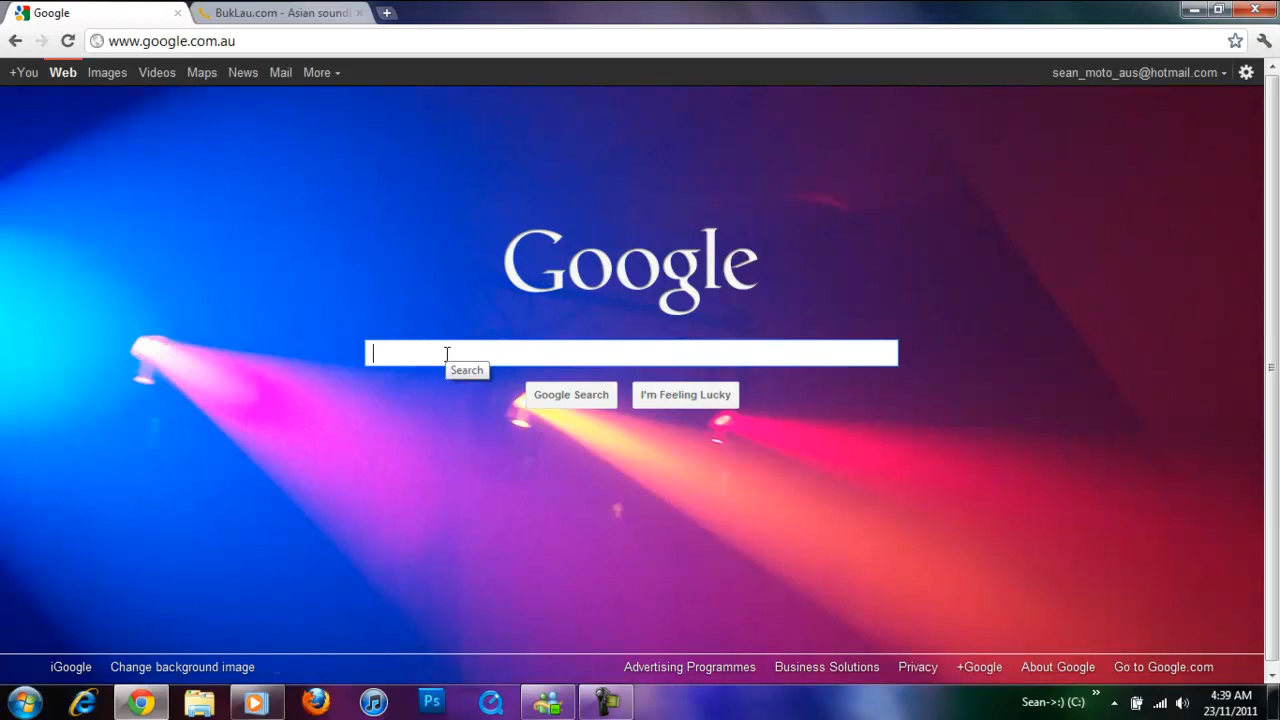 Google
BukLau.com - Asian soundb
www.google.com.au
+You Web Images Videos Maps News Mail More
sean_moto_aus@hotmail.com
Google
Search
Google Search I'm Feeling Lucky
iGoogle Change background image Advertising Programmes Business Solutions Privacy +Google About Google Go to Google.com
Ps
Sean->:) (C:)
4:39 AM
23/11/2011